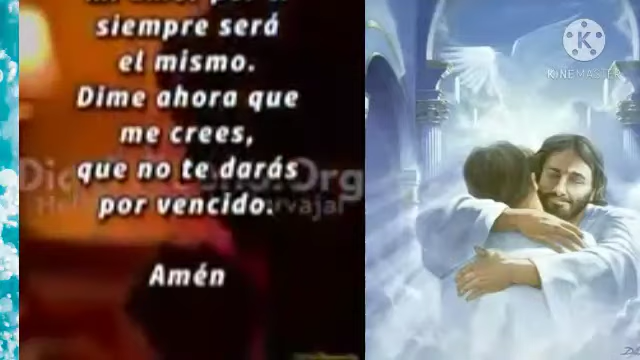 siempre será
el mismo.
Dime ahora que
me crees,
que no te darás
por vencido.
Amén
KINEMASTER